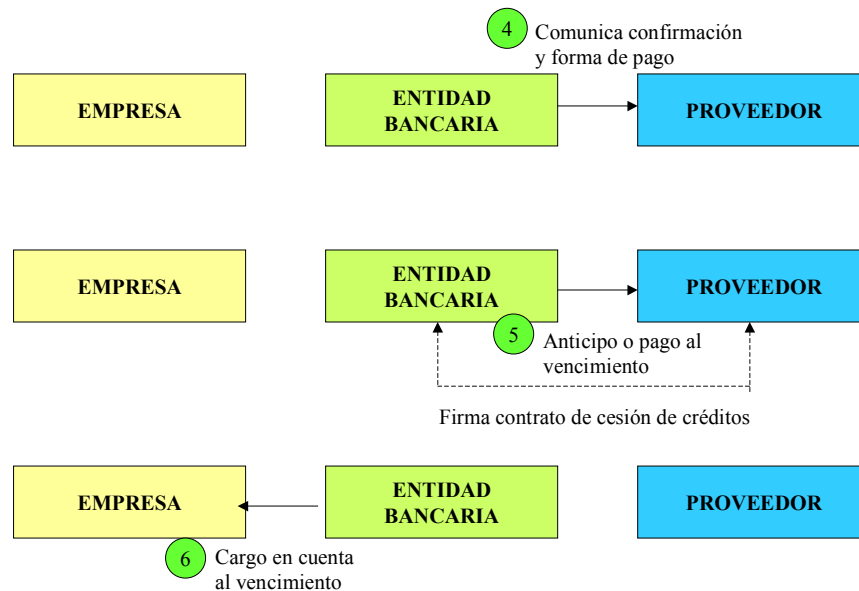 4
Comunica confirmación
y forma de pago
EMPRESA
ENTIDAD
BANCARIA
PROVEEDOR
EMPRESA
ENTIDAD
BANCARIA
PROVEEDOR
5
Anticipo o pago al
vencimiento
Firma contrato de cesión de créditos
EMPRESA
ENTIDAD
BANCARIA
PROVEEDOR
6
Cargo en cuenta
al vencimiento